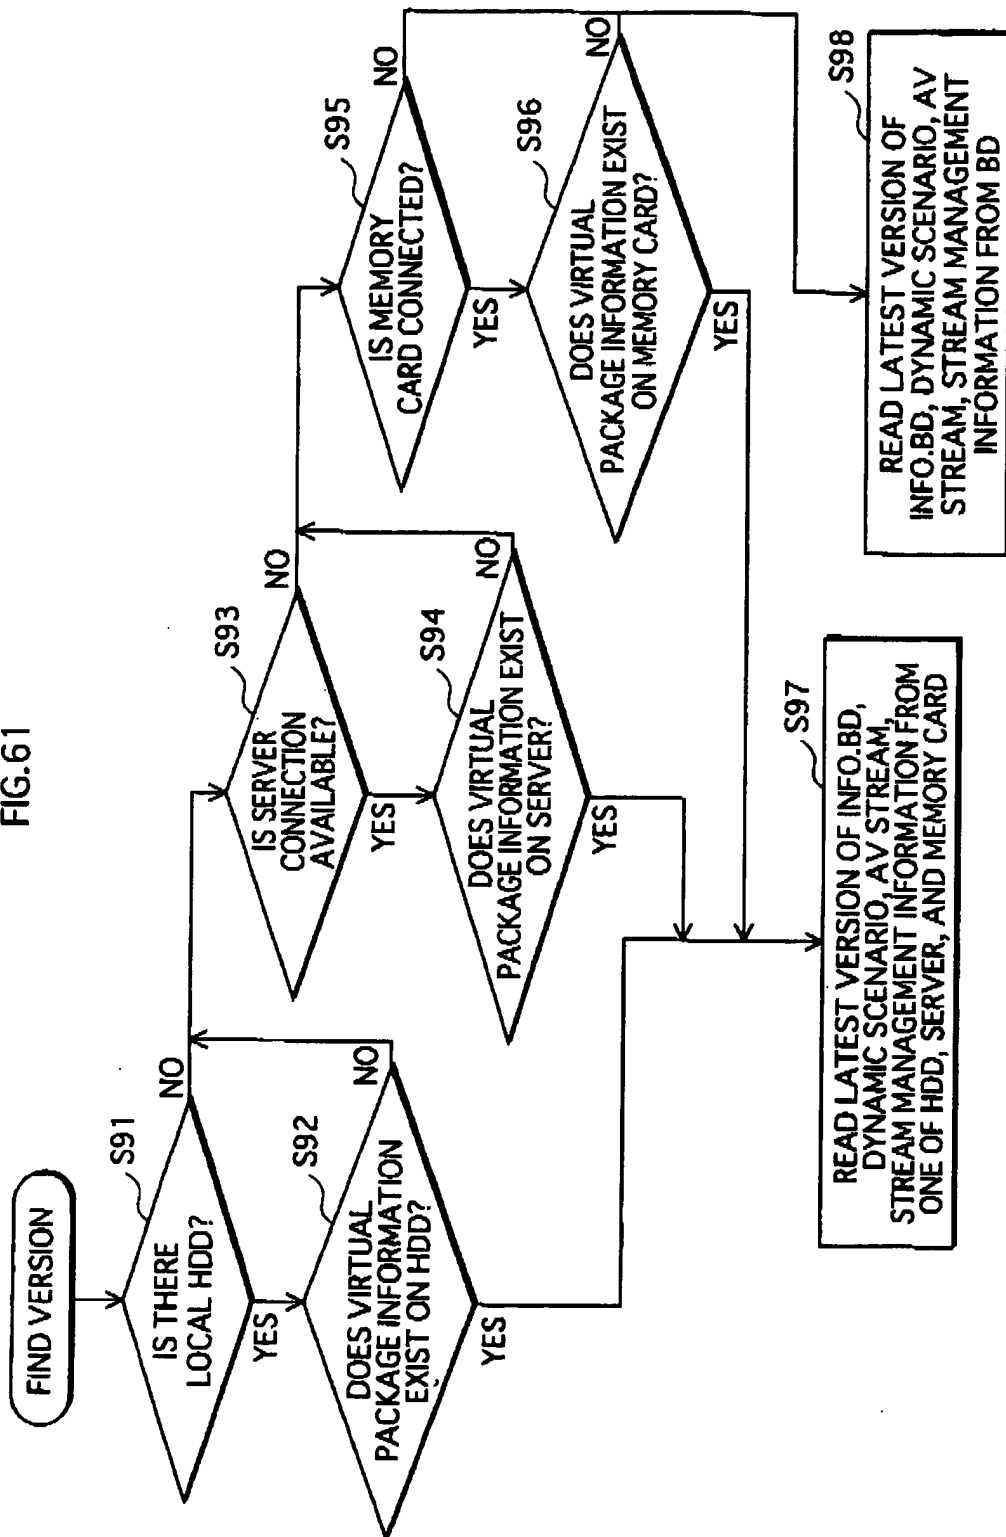 FIG.61
FIND VERSION
S91
IS THERE
LOCAL HDD?
NO
YES
S92
DOES VIRTUAL
PACKAGE INFORMATION
EXIST ON HDD?
NO
YES
S93
IS SERVER
CONNECTION
AVAILABLE?
NO
YES
S94
DOES VIRTUAL
PACKAGE INFORMATION EXIST
ON SERVER?
NO
YES
S95
IS MEMORY
CARD CONNECTED?
NO
YES
S96
DOES VIRTUAL
PACKAGE INFORMATION EXIST
ON MEMORY CARD?
NO
YES
S97
READ LATEST VERSION OF INFO.BD,
DYNAMIC SCENARIO, AV STREAM,
STREAM MANAGEMENT INFORMATION FROM
ONE OF HDD, SERVER, AND MEMORY CARD
S98
READ LATEST VERSION OF
INFO.BD, DYNAMIC SCENARIO, AV
STREAM, STREAM MANAGEMENT
INFORMATION FROM BD